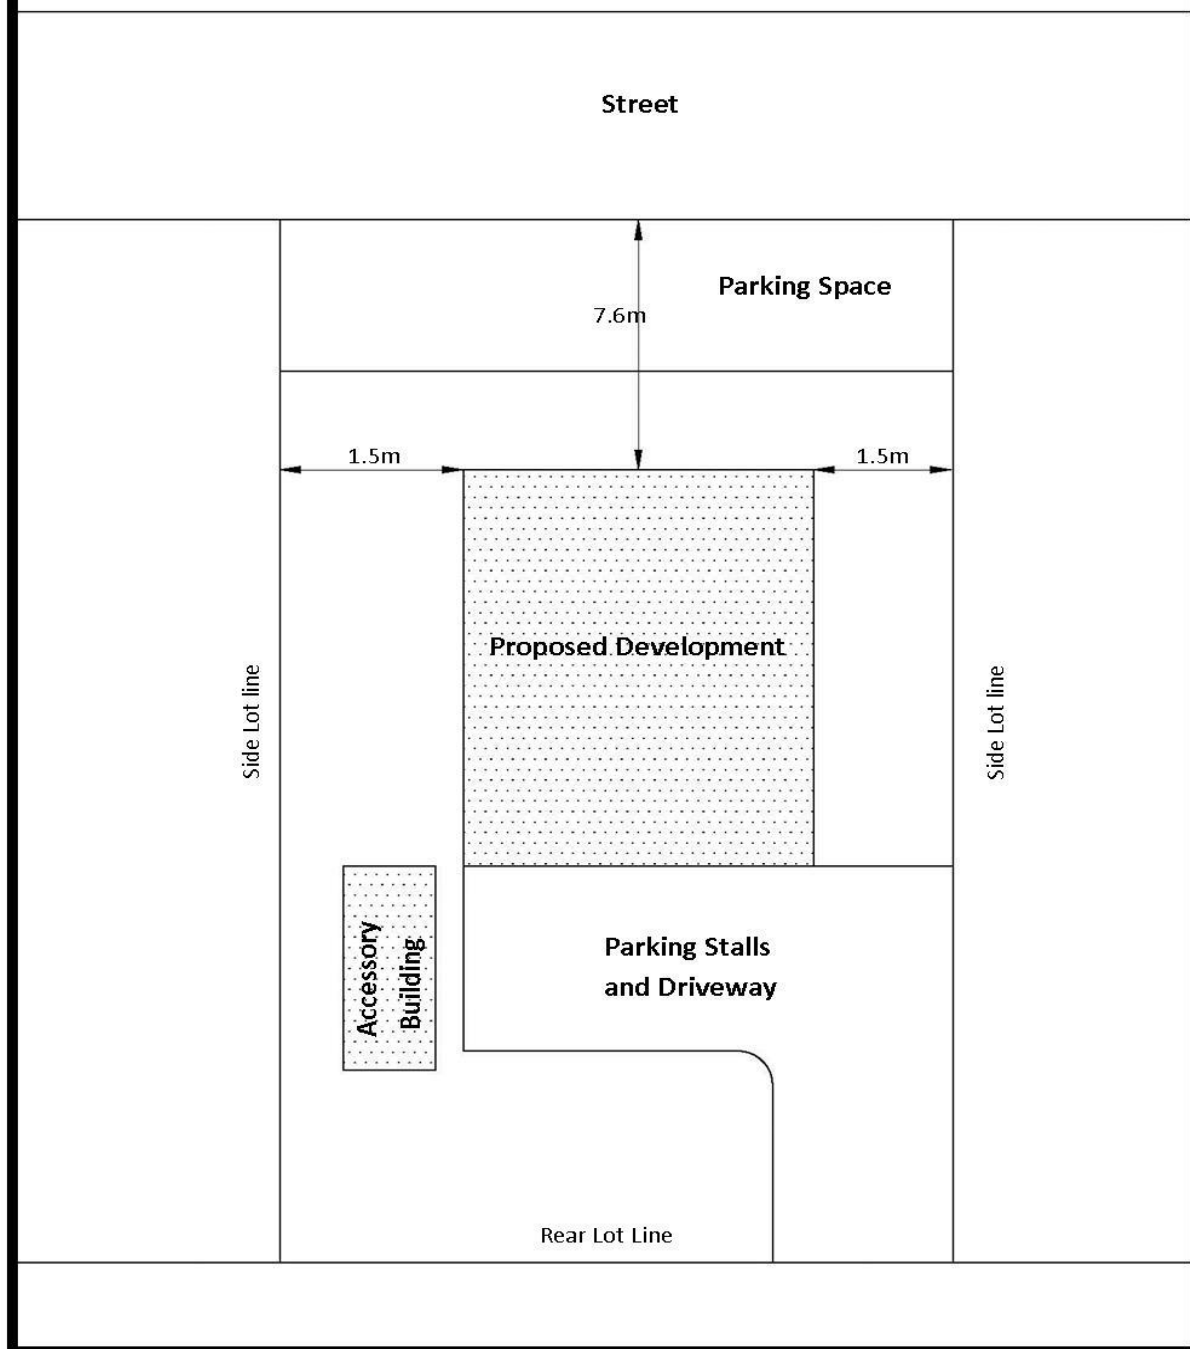 Street
Parking Space
7.6m
1.5m
1.5m
Proposed Development
Side Lot line
Side Lot line
Accessory
Building
Parking Stalls
and Driveway
Rear Lot Line